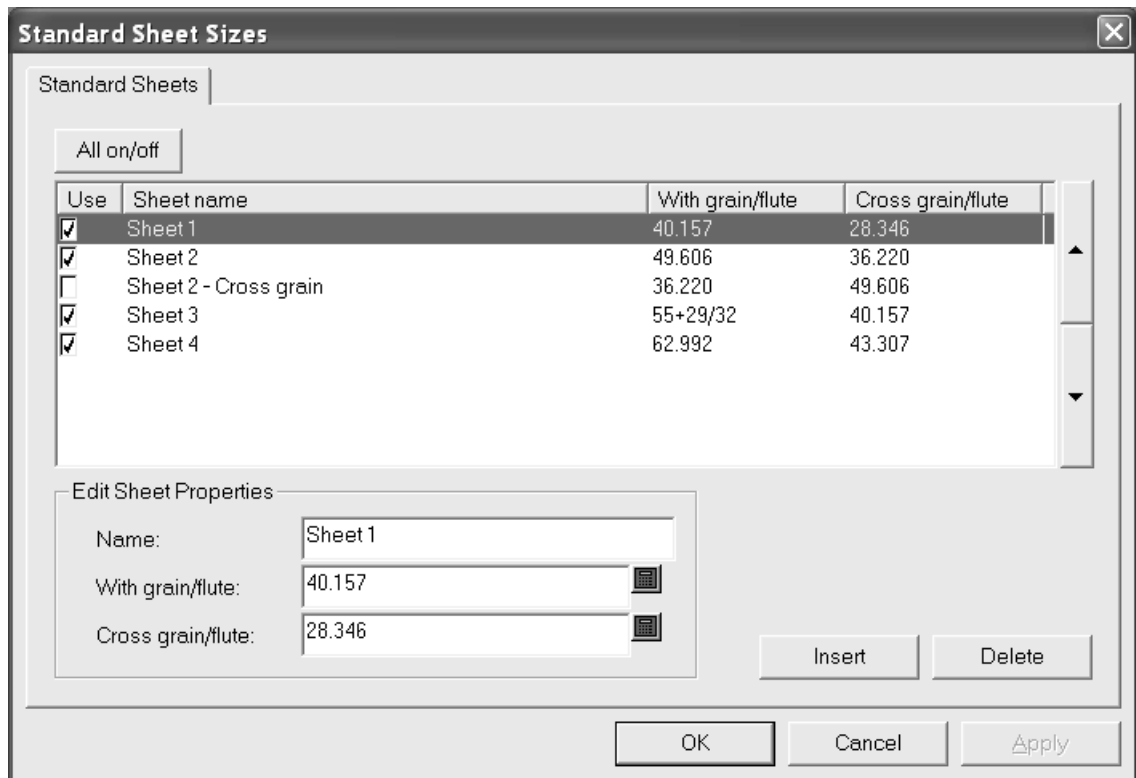 Standard Sheet Sizes
Standard Sheets
All on/off
Use Sheet name With grain/flute Cross grain/flute
Sheet 1 40.157 28.346
Sheet 2 49.606 36.220
Sheet 2 - Cross grain 36.220 49.606
Sheet 3 55+29/32 40.157
Sheet 4 62.992 43.307
Edit Sheet Properties
Name: Sheet 1
With grain/flute: 40.157
Cross grain/flute: 28.346
Insert Delete
OK Cancel Apply